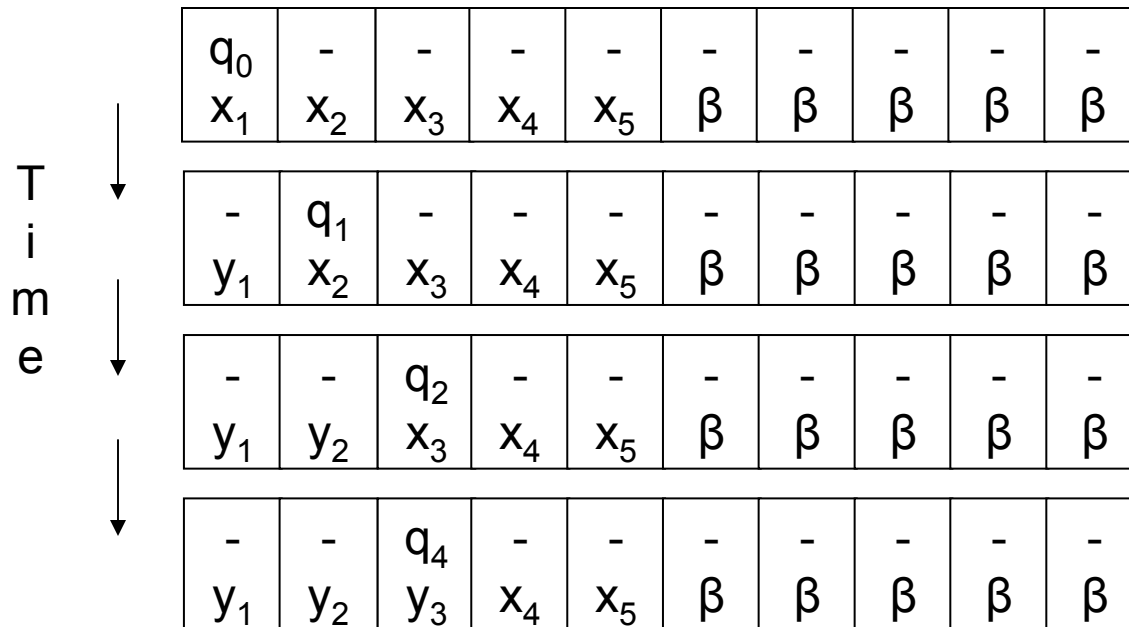 Time
q₀ - - - - - - - - -
x₁ x₂ x₃ x₄ x₅ β β β β β
- q₁ - - - - - - - -
y₁ x₂ x₃ x₄ x₅ β β β β β
- - q₂ - - - - - - -
y₁ y₂ x₃ x₄ x₅ β β β β β
- - q₄ - - - - - - -
y₁ y₂ y₃ x₄ x₅ β β β β β